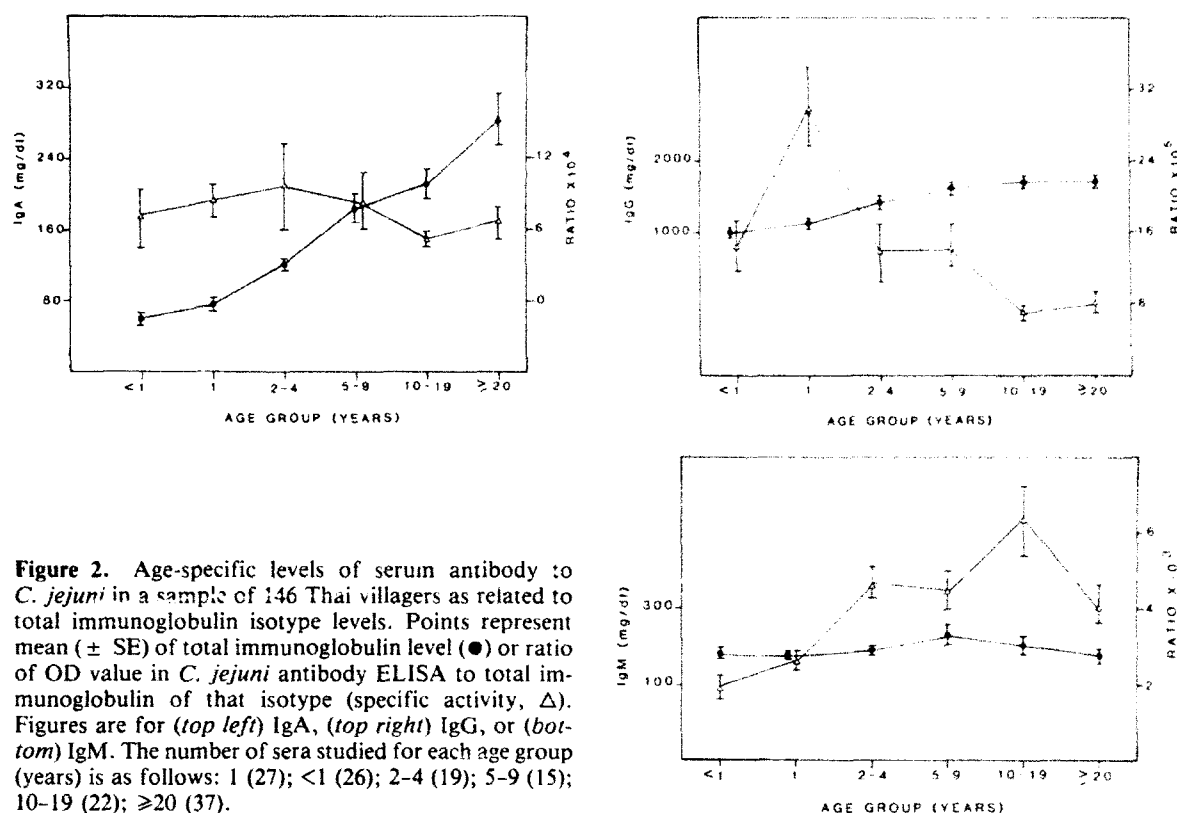 320
240
160
80
IgA (mg/dl)
12
6
0
RATIO X10⁴
<1 1 2-4 5-9 10-19 ≥20
AGE GROUP (YEARS)
2000
1000
IgG (mg/dl)
32
24
16
8
RATIO X10⁵
<1 1 2-4 5-9 10-19 ≥20
AGE GROUP (YEARS)
300
100
IgM (mg/dl)
6
4
2
RATIO
<1 1 2-4 5-9 10-19 ≥20
AGE GROUP (YEARS)
Figure 2. Age-specific levels of serum antibody to
C. jejuni in a sample of 146 Thai villagers as related to
total immunoglobulin isotype levels. Points represent
mean (± SE) of total immunoglobulin level (●) or ratio
of OD value in C. jejuni antibody ELISA to total im-
munoglobulin of that isotype (specific activity, △).
Figures are for (top left) IgA, (top right) IgG, or (bot-
tom) IgM. The number of sera studied for each age group
(years) is as follows: 1 (27); <1 (26); 2-4 (19); 5-9 (15);
10-19 (22); ≥20 (37).